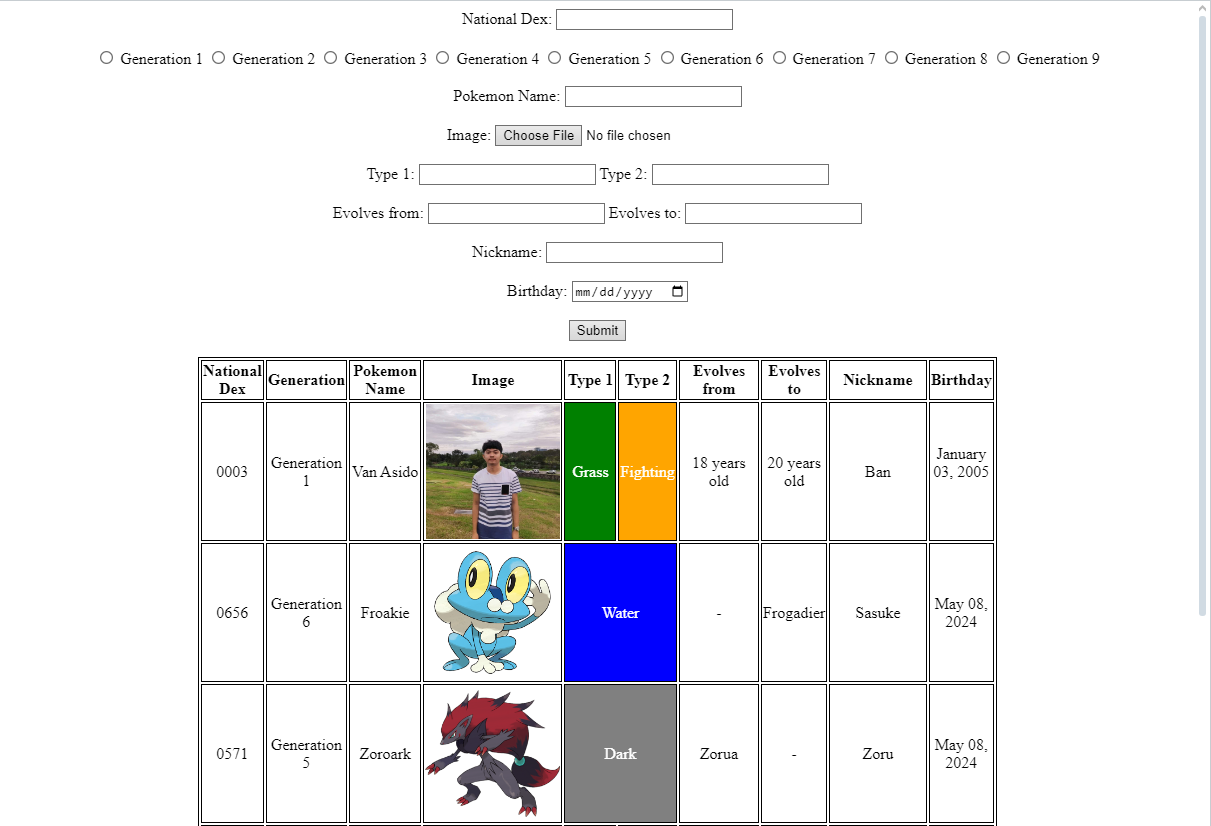 National Dex:
Generation 1 Generation 2 Generation 3 Generation 4 Generation 5 Generation 6 Generation 7 Generation 8 Generation 9
Pokemon Name:
Image: Choose File No file chosen
Type 1: Type 2:
Evolves from: Evolves to:
Nickname:
Birthday: mm/dd/yyyy
Submit
National Dex Generation Pokemon Name Image Type 1 Type 2 Evolves from Evolves to Nickname Birthday
0003 Generation 1 Van Asido Grass Fighting 18 years old 20 years old Ban January 03, 2005
0656 Generation 6 Froakie Water - Frogadier Sasuke May 08, 2024
0571 Generation 5 Zoroark Dark Zorua - Zoru May 08, 2024